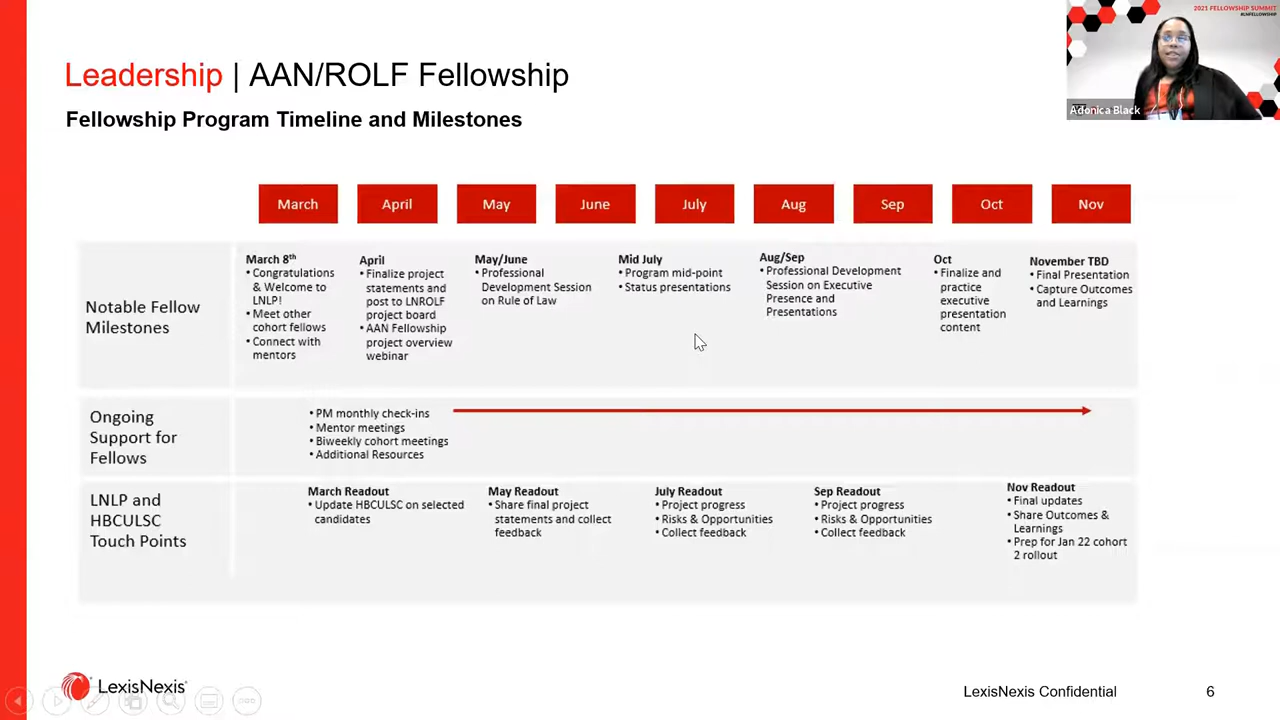 2021 FELLOWSHIP SUMMIT
#LNFELLOWSHIP
Adonica Black
Leadership | AAN/ROLF Fellowship
Fellowship Program Timeline and Milestones
March April May June July Aug Sep Oct Nov
Notable Fellow
Milestones
March 8th
• Congratulations
& Welcome to
LNLP!
• Meet other
cohort fellows
• Connect with
mentors
April
• Finalize project
statements and
post to LNROLF
project board
• AAN Fellowship
project overview
webinar
May/June
• Professional
Development Session
on Rule of Law
Mid July
• Program mid-point
• Status presentations
Aug/Sep
• Professional Development
Session on Executive
Presence and
Presentations
Oct
• Finalize and
practice
executive
presentation
content
November TBD
• Final Presentation
• Capture Outcomes
and Learnings
Ongoing
Support for
Fellows
• PM monthly check-ins
• Mentor meetings
• Biweekly cohort meetings
• Additional Resources
LNLP and
HBCULSC
Touch Points
March Readout
• Update HBCULSC on selected
candidates
May Readout
• Share final project
statements and collect
feedback
July Readout
• Project progress
• Risks & Opportunities
• Collect feedback
Sep Readout
• Project progress
• Risks & Opportunities
• Collect feedback
Nov Readout
• Final updates
• Share Outcomes &
Learnings
• Prep for Jan 22 cohort
2 rollout
LexisNexis®
LexisNexis Confidential
6